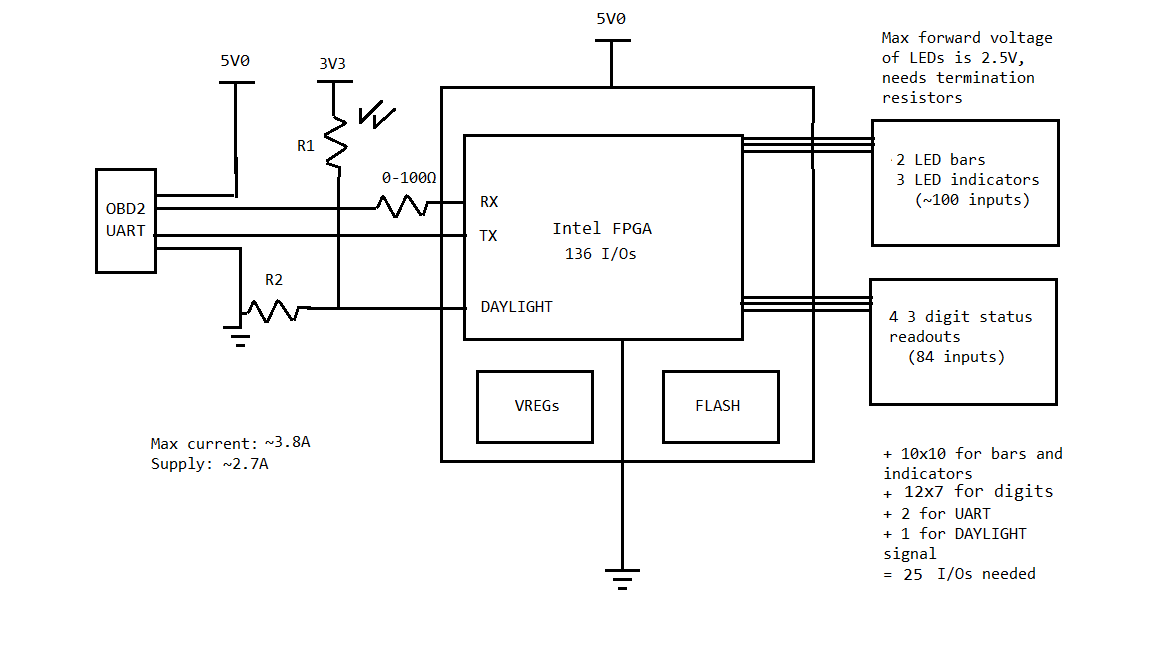 5V0
5V0
3V3
Max forward voltage
of LEDs is 2.5V,
needs termination
resistors
R1
2 LED bars
3 LED indicators
(~100 inputs)
0-100Ω
OBD2
UART
RX
TX
Intel FPGA
136 I/Os
R2
DAYLIGHT
4 3 digit status
readouts
(84 inputs)
VREGs
FLASH
Max current: ~3.8A
Supply: ~2.7A
+ 10x10 for bars and
indicators
+ 12x7 for digits
+ 2 for UART
+ 1 for DAYLIGHT
signal
= 25 I/Os needed